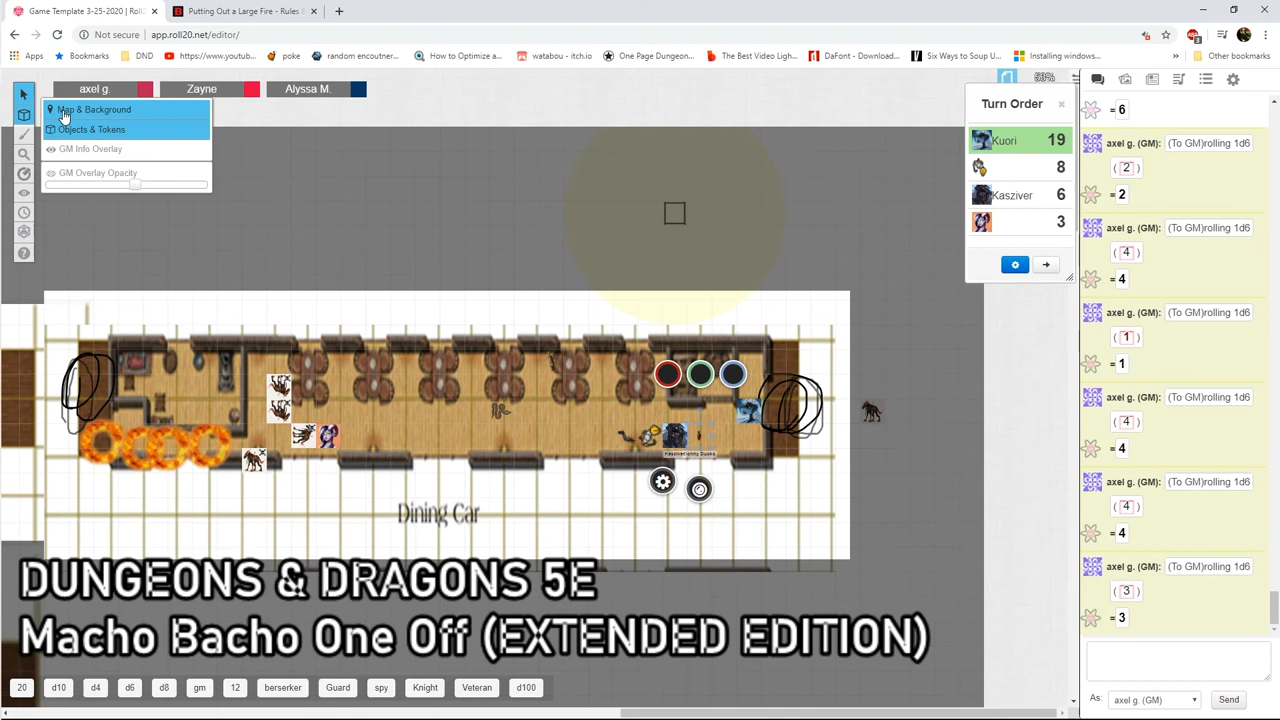 Game Template 3-25-2020 | Roll2
Putting Out a Large Fire - Rules &
Not secure
app.roll20.net/editor/
Apps
Bookmarks
DND
https://www.youtube...
poke
random encoutner...
How to Optimize a...
watabou - itch.io
One Page Dungeon...
The Best Video Ligh...
DaFont - Download...
Six Ways to Soup U...
Installing windows...
Other bookmarks
axel g.
Zayne
Alyssa M.
93%
Map & Background
Objects & Tokens
GM Info Overlay
GM Overlay Opacity
Turn Order
Kuori 19
8
Kasziver 6
3
= 6
axel g. (GM): (To GM)rolling 1d6
( 2 )
= 2
axel g. (GM): (To GM)rolling 1d6
( 4 )
= 4
axel g. (GM): (To GM)rolling 1d6
( 1 )
= 1
axel g. (GM): (To GM)rolling 1d6
( 4 )
= 4
axel g. (GM): (To GM)rolling 1d6
( 4 )
= 4
axel g. (GM): (To GM)rolling 1d6
( 3 )
= 3
Dining Car
DUNGEONS & DRAGONS 5E
Macho Bacho One Off (EXTENDED EDITION)
20
d10
d4
d6
d8
gm
12
berserker
Guard
spy
Knight
Veteran
d100
As:
axel g. (GM)
Send